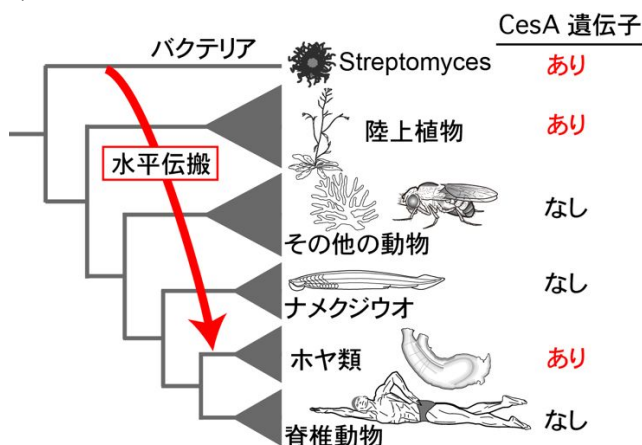 CesA 遺伝子
バクテリア
Streptomyces
あり
陸上植物
あり
水平伝搬
その他の動物
なし
ナメクジウオ
なし
ホヤ類
あり
脊椎動物
なし